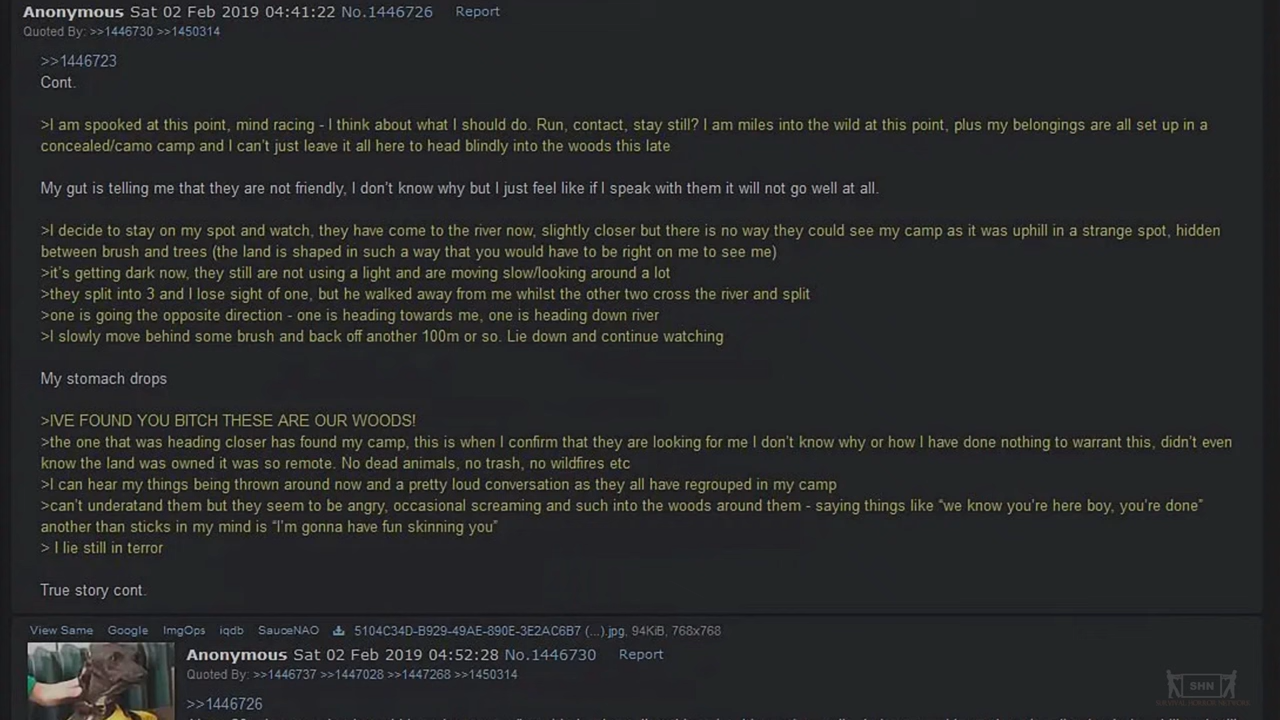 Anonymous Sat 02 Feb 2019 04:41:22 No.1446726 Report
Quoted By: >>1446730 >>1450314
>>1446723
Cont.
>I am spooked at this point, mind racing - I think about what I should do. Run, contact, stay still? I am miles into the wild at this point, plus my belongings are all set up in a
concealed/camo camp and I can't just leave it all here to head blindly into the woods this late
My gut is telling me that they are not friendly, I don't know why but I just feel like if I speak with them it will not go well at all.
>I decide to stay on my spot and watch, they have come to the river now, slightly closer but there is no way they could see my camp as it was uphill in a strange spot, hidden
between brush and trees (the land is shaped in such a way that you would have to be right on me to see me)
>it's getting dark now, they still are not using a light and are moving slow/looking around a lot
>they split into 3 and I lose sight of one, but he walked away from me whilst the other two cross the river and split
>one is going the opposite direction - one is heading towards me, one is heading down river
>I slowly move behind some brush and back off another 100m or so. Lie down and continue watching
My stomach drops
>IVE FOUND YOU BITCH THESE ARE OUR WOODS!
>the one that was heading closer has found my camp, this is when I confirm that they are looking for me I don't know why or how I have done nothing to warrant this, didn't even
know the land was owned it was so remote. No dead animals, no trash, no wildfires etc
>I can hear my things being thrown around now and a pretty loud conversation as they all have regrouped in my camp
>can't underatand them but they seem to be angry, occasional screaming and such into the woods around them - saying things like “we know you're here boy, you're done”
another than sticks in my mind is “I'm gonna have fun skinning you”
> I lie still in terror
True story cont.
View Same Google ImgOps iqdb SauceNAO 5104C34D-B929-49AE-890E-3E2AC6B7 (...).jpg, 94KiB, 768x768
Anonymous Sat 02 Feb 2019 04:52:28 No.1446730 Report
Quoted By: >>1446737 >>1447028 >>1447268 >>1450314
>>1446726
SHN